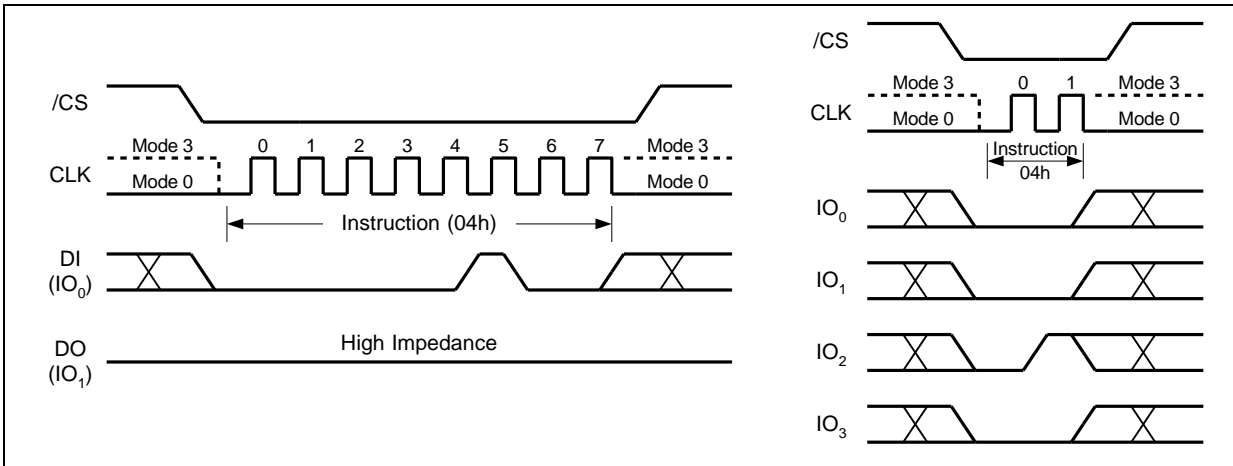 /CS
Mode 3
0 1 2 3 4 5 6 7
Mode 3
CLK
Mode 0
Mode 0
Instruction (04h)
DI
(IO0)
High Impedance
DO
(IO1)
/CS
Mode 3
0 1
Mode 3
CLK
Mode 0
Mode 0
Instruction
04h
IO0
IO1
IO2
IO3